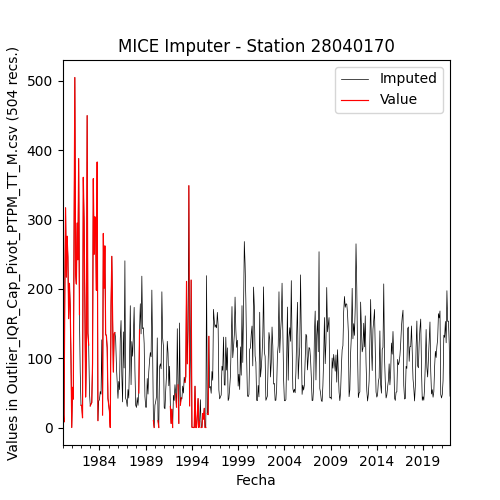 MICE Imputer - Station 28040170
Values in Outlier_IQR_Cap_Pivot_PTPM_TT_M.csv (504 recs.)
500
400
300
200
100
0
Imputed
Value
1984 1989 1994 1999 2004 2009 2014 2019
Fecha